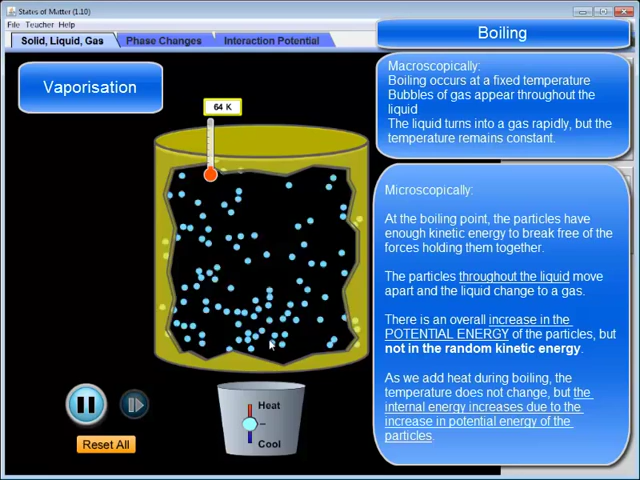 States of Matter (1.10)
File Teacher Help
Solid, Liquid, Gas
Phase Changes
Interaction Potential
Boiling
Vaporisation
64 K
Macroscopically:
Boiling occurs at a fixed temperature
Bubbles of gas appear throughout the
liquid
The liquid turns into a gas rapidly, but the
temperature remains constant.
Microscopically:
At the boiling point, the particles have
enough kinetic energy to break free of the
forces holding them together.
The particles throughout the liquid move
apart and the liquid change to a gas.
There is an overall increase in the
POTENTIAL ENERGY of the particles, but
not in the random kinetic energy.
As we add heat during boiling, the
temperature does not change, but the
internal energy increases due to the
increase in potential energy of the
particles.
Heat
Cool
Reset All